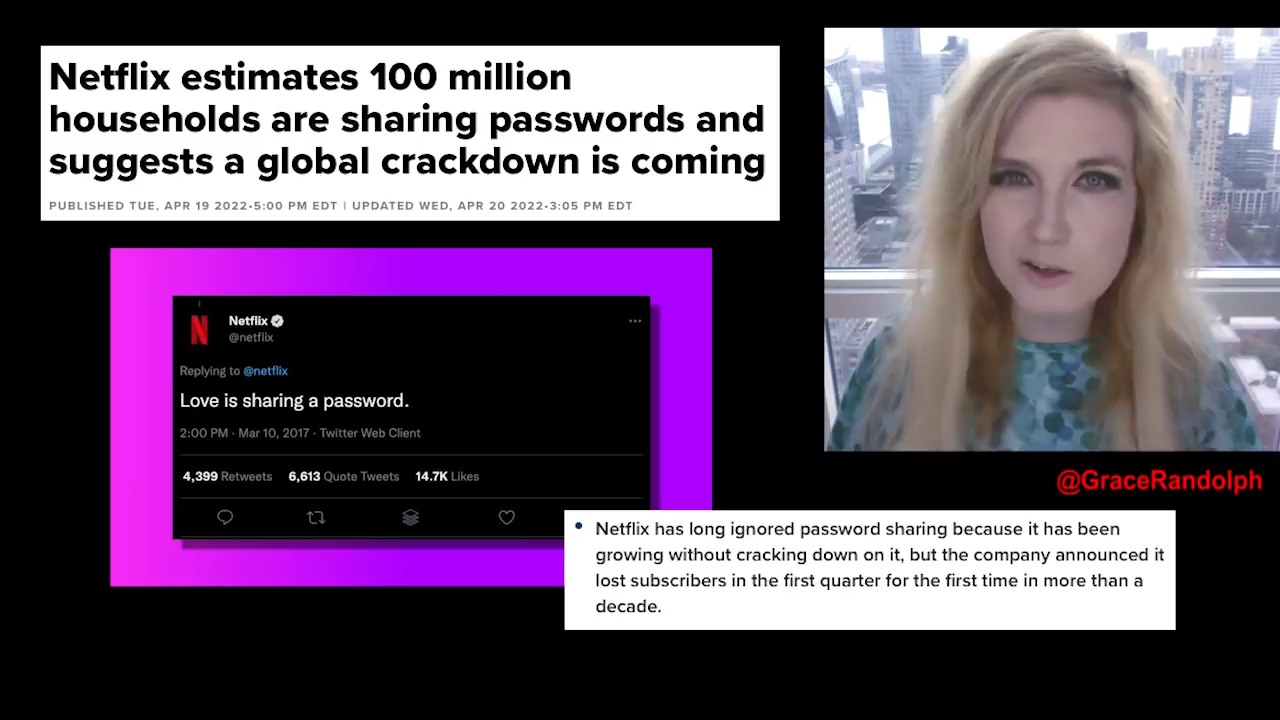 Netflix estimates 100 million
households are sharing passwords and
suggests a global crackdown is coming
PUBLISHED TUE, APR 19 2022•5:00 PM EDT | UPDATED WED, APR 20 2022•3:05 PM EDT
N
Netflix
@netflix
Replying to @netflix
Love is sharing a password.
2:00 PM · Mar 10, 2017 · Twitter Web Client
4,399 Retweets 6,613 Quote Tweets 14.7K Likes
@GraceRandolph
• Netflix has long ignored password sharing because it has been
growing without cracking down on it, but the company announced it
lost subscribers in the first quarter for the first time in more than a
decade.